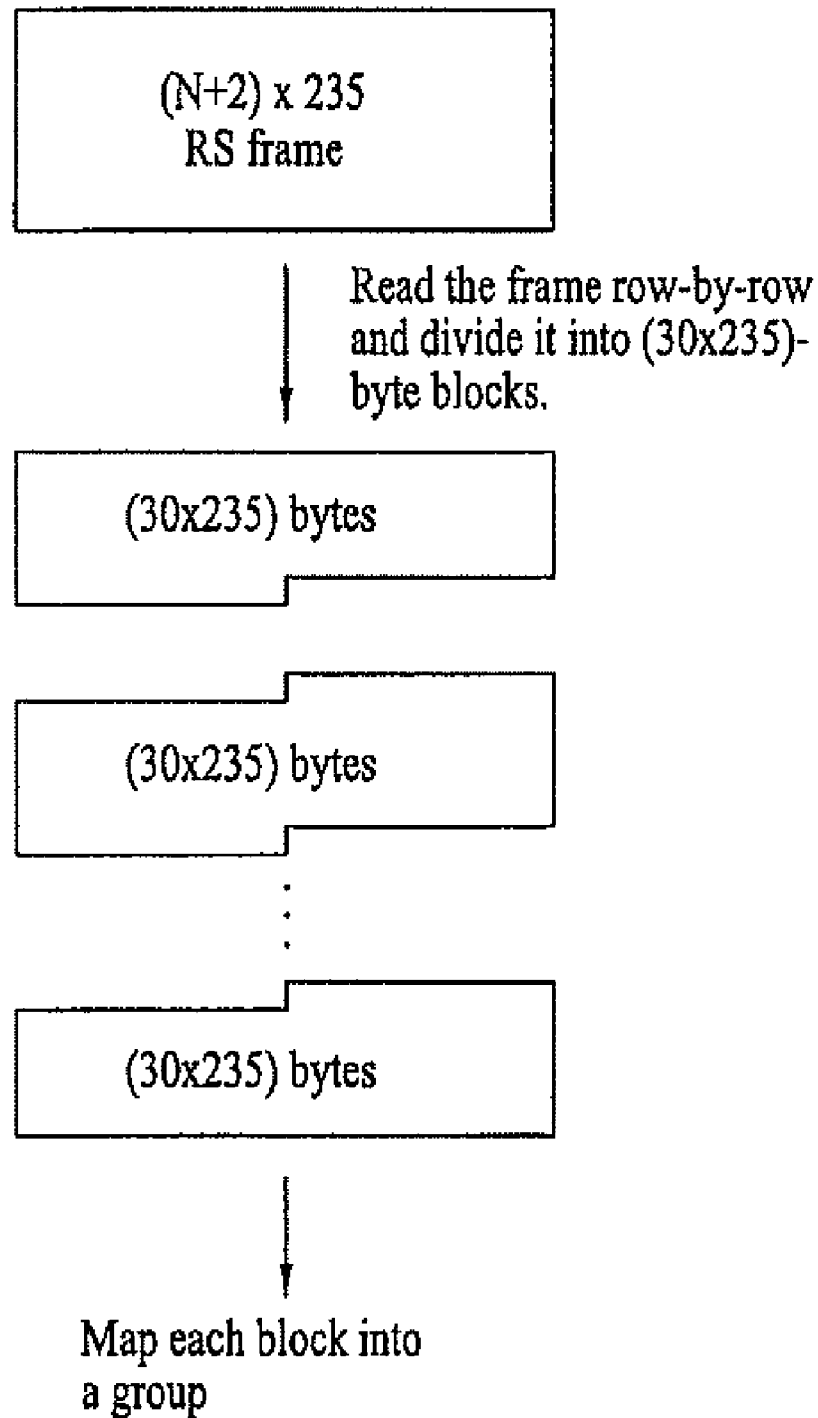 (N+2) x 235
RS frame
Read the frame row-by-row
and divide it into (30x235)-
byte blocks.
(30x235) bytes
(30x235) bytes
(30x235) bytes
Map each block into
a group